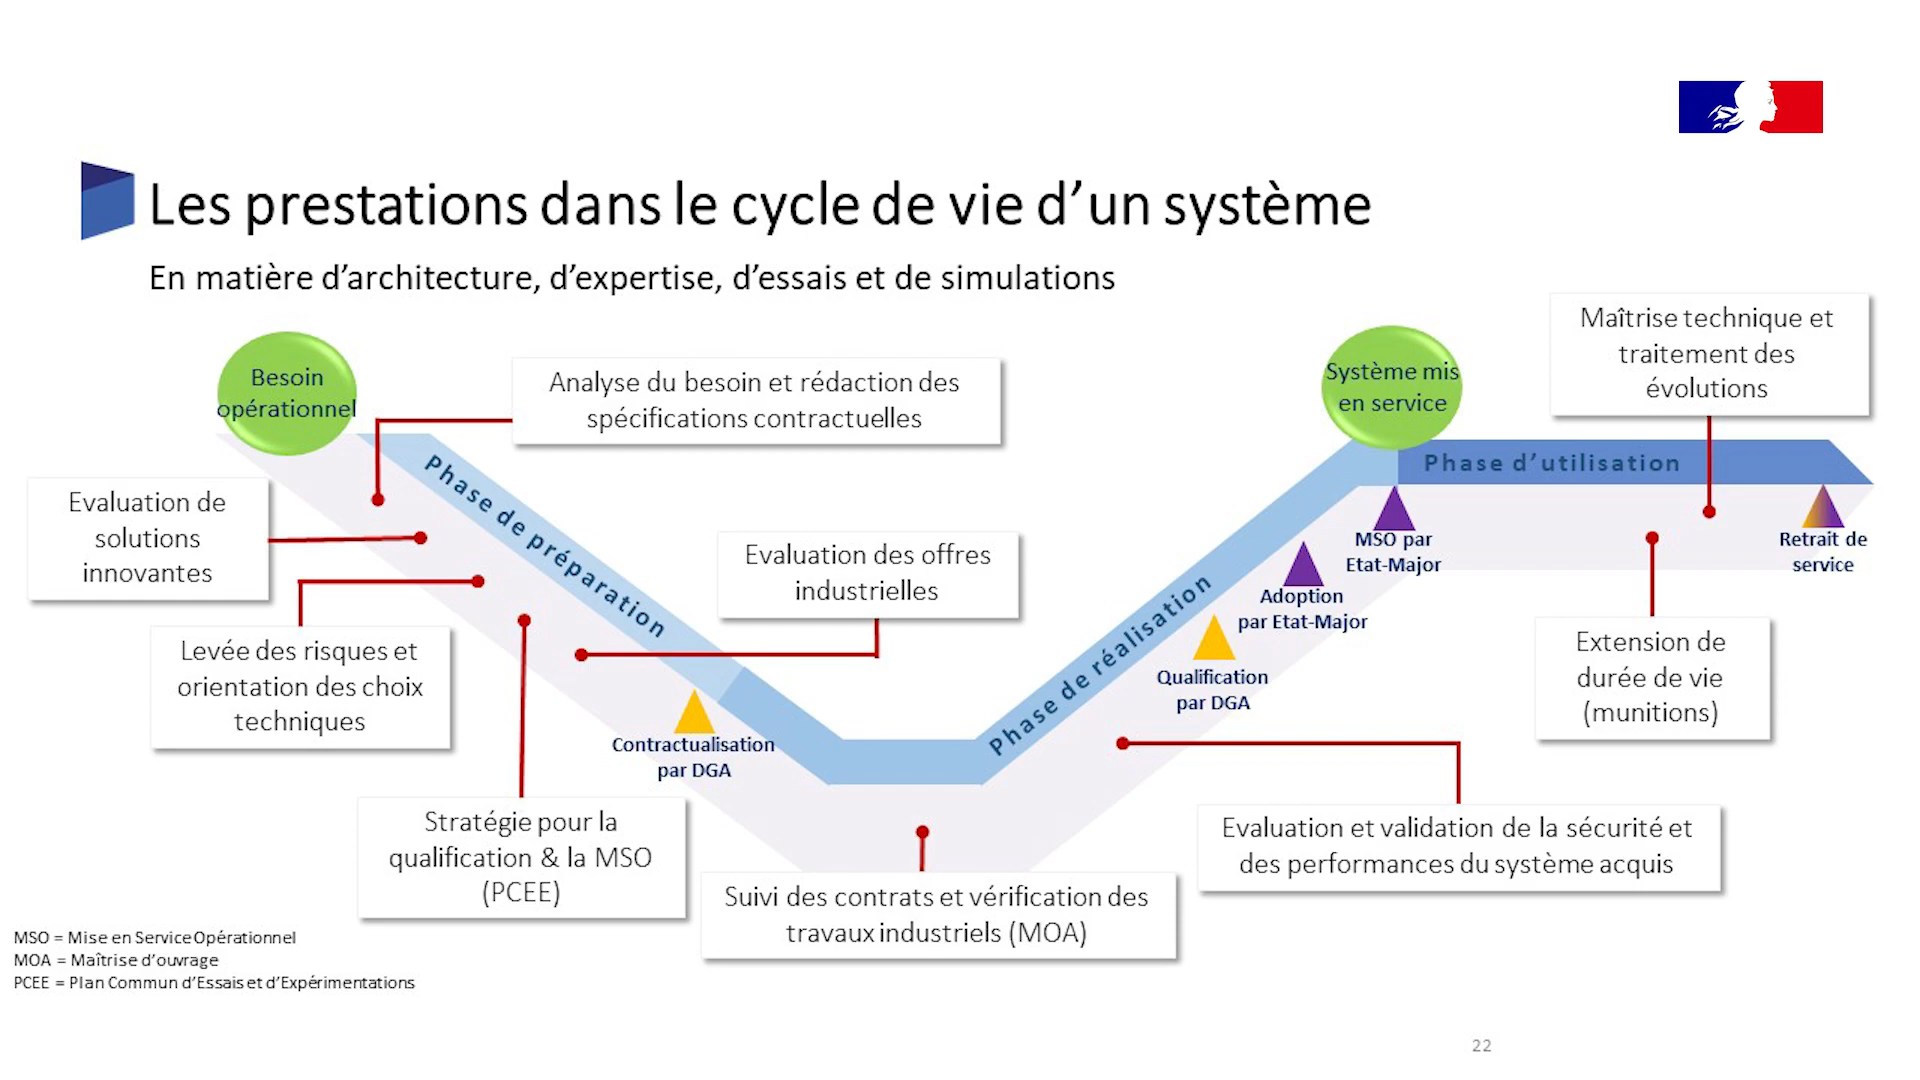 Les prestations dans le cycle de vie d’un système
En matière d’architecture, d’expertise, d’essais et de simulations
Besoin
opérationnel
Analyse du besoin et rédaction des
spécifications contractuelles
Evaluation de
solutions
innovantes
Levée des risques et
orientation des choix
techniques
Stratégie pour la
qualification & la MSO
(PCEE)
Phase de préparation
Evaluation des offres
industrielles
Contractualisation
par DGA
Suivi des contrats et vérification des
travaux industriels (MOA)
Phase de réalisation
Evaluation et validation de la sécurité et
des performances du système acquis
Qualification
par DGA
Adoption
par Etat-Major
MSO par
Etat-Major
Système mis
en service
Phase d’utilisation
Maîtrise technique et
traitement des
évolutions
Extension de
durée de vie
(munitions)
Retrait de
service
MSO = Mise en Service Opérationnel
MOA = Maîtrise d’ouvrage
PCEE = Plan Commun d’Essais et d’Expérimentations
22